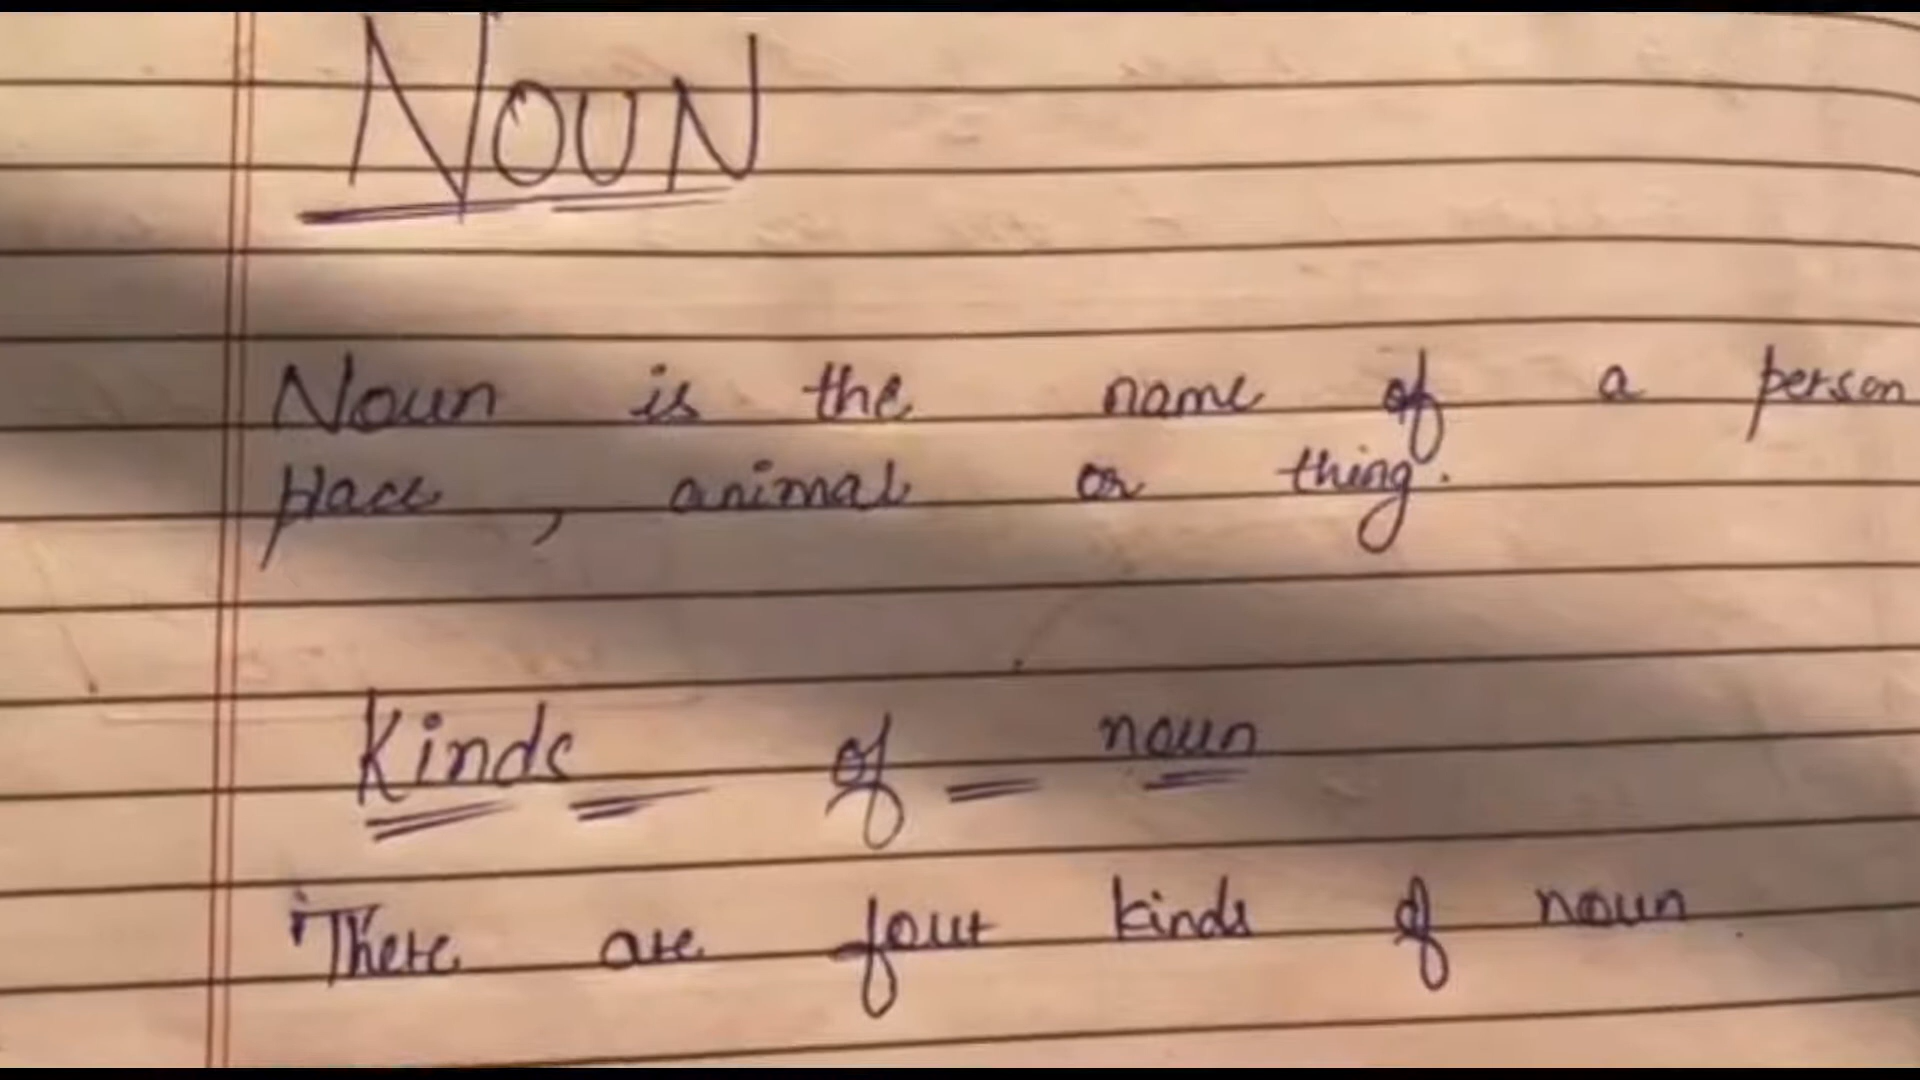 NOUN
Noun is the name of a person
place, animal or thing.
Kinds of noun
There are four kinds of noun.